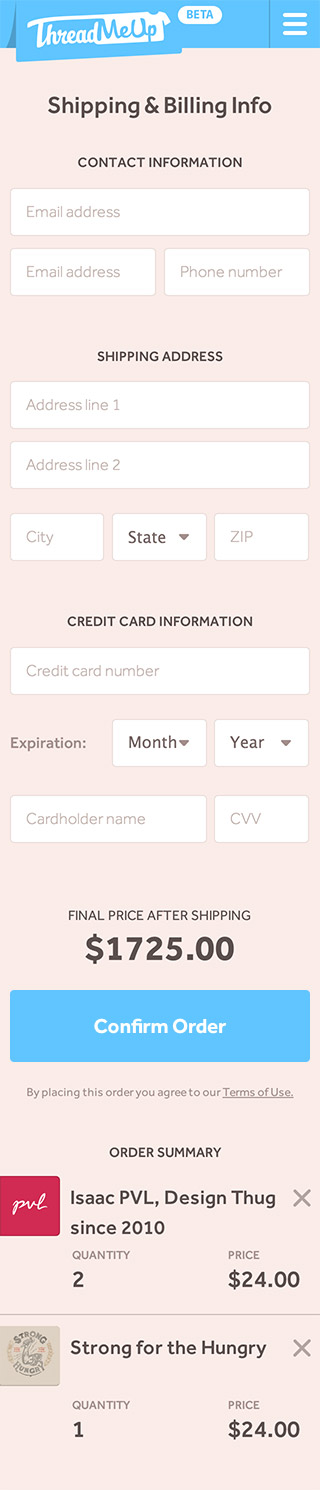 ThreadMeUp BETA
Shipping & Billing Info
CONTACT INFORMATION
Email address
Email address Phone number
SHIPPING ADDRESS
Address line 1
Address line 2
City State ZIP
CREDIT CARD INFORMATION
Credit card number
Expiration: Month Year
Cardholder name CVV
FINAL PRICE AFTER SHIPPING
$1725.00
Confirm Order
By placing this order you agree to our Terms of Use.
ORDER SUMMARY
pvl
Isaac PVL, Design Thug
since 2010
QUANTITY PRICE
2 $24.00
STRONG
HUNGRY
Strong for the Hungry
QUANTITY PRICE
1 $24.00